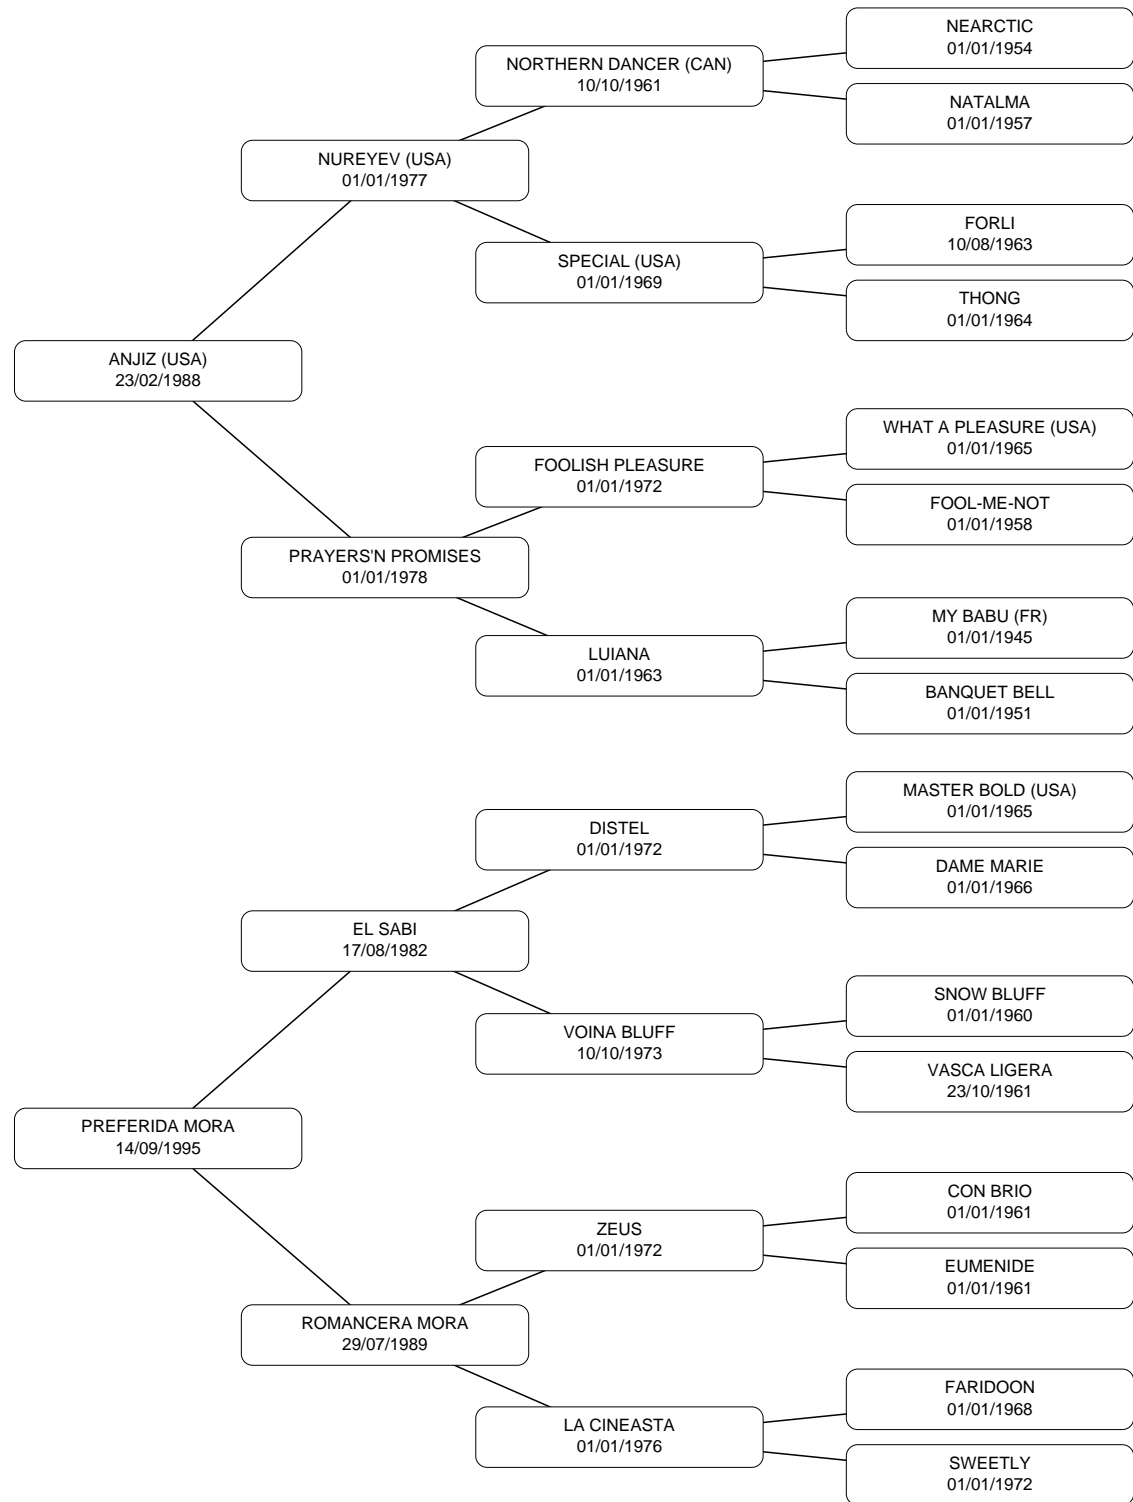 NEARCTIC
01/01/1954
NORTHERN DANCER (CAN)
10/10/1961
NATALMA
01/01/1957
NUREYEV (USA)
01/01/1977
FORLI
10/08/1963
SPECIAL (USA)
01/01/1969
THONG
01/01/1964
ANJIZ (USA)
23/02/1988
WHAT A PLEASURE (USA)
01/01/1965
FOOLISH PLEASURE
01/01/1972
FOOL-ME-NOT
01/01/1958
PRAYERS'N PROMISES
01/01/1978
MY BABU (FR)
01/01/1945
LUIANA
01/01/1963
BANQUET BELL
01/01/1951
MASTER BOLD (USA)
01/01/1965
DISTEL
01/01/1972
DAME MARIE
01/01/1966
EL SABI
17/08/1982
SNOW BLUFF
01/01/1960
VOINA BLUFF
10/10/1973
VASCA LIGERA
23/10/1961
PREFERIDA MORA
14/09/1995
CON BRIO
01/01/1961
ZEUS
01/01/1972
EUMENIDE
01/01/1961
ROMANCERA MORA
29/07/1989
FARIDOON
01/01/1968
LA CINEASTA
01/01/1976
SWEETLY
01/01/1972